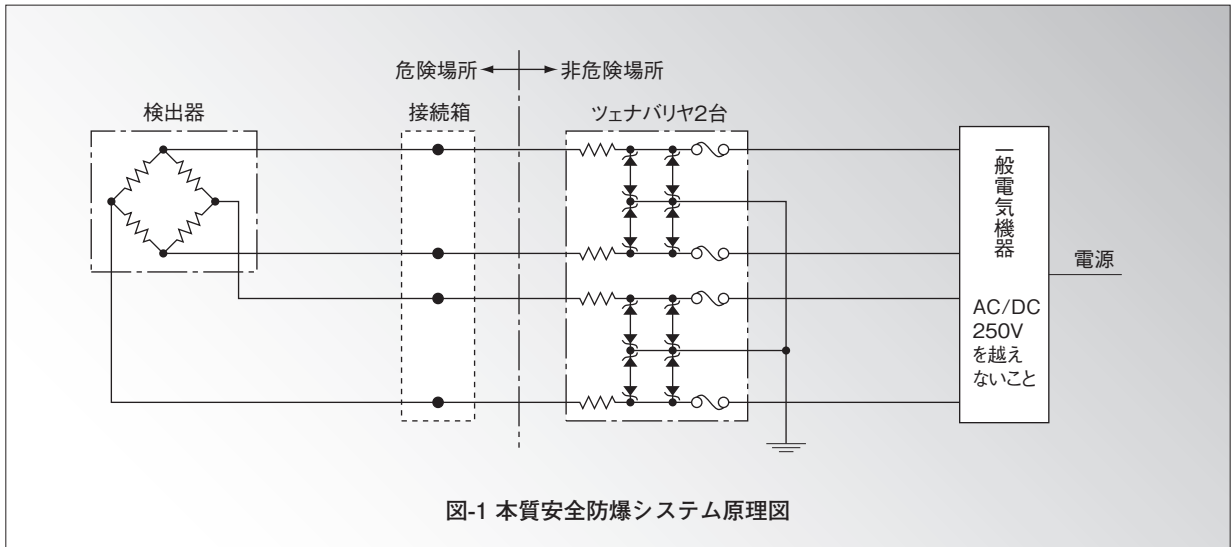 危険場所
非危険場所
検出器
接続箱
ツェナバリヤ2台
一般電気機器
AC/DC
250V
を越え
ないこと
電源
図-1 本質安全防爆システム原理図